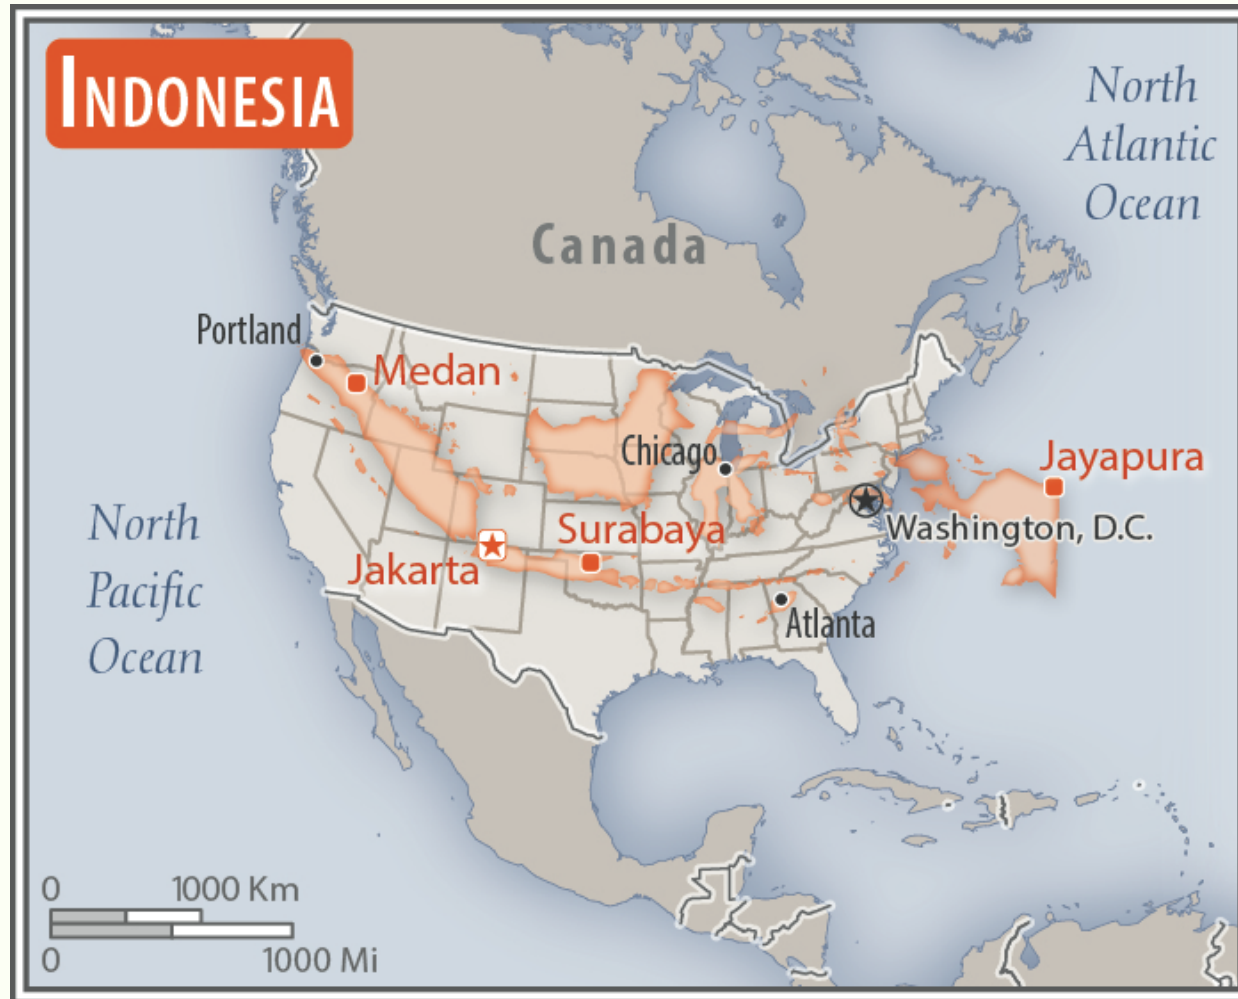 INDONESIA
North
Atlantic
Ocean
Canada
Portland
Medan
Chicago
Jayapura
Washington, D.C.
North
Pacific
Ocean
Surabaya
Jakarta
Atlanta
0 1000 Km
0 1000 Mi